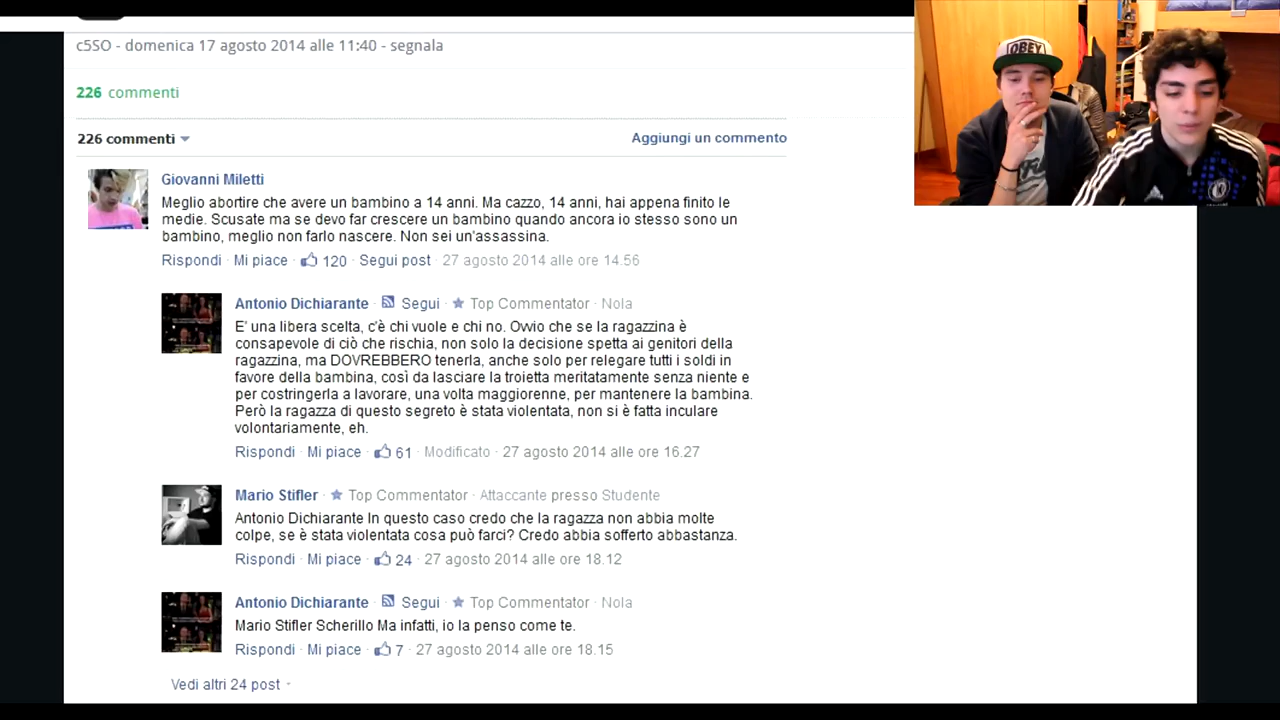 c5SO - domenica 17 agosto 2014 alle 11:40 - segnala
226 commenti
226 commenti
Aggiungi un commento
Giovanni Miletti
Meglio abortire che avere un bambino a 14 anni. Ma cazzo, 14 anni, hai appena finito le
medie. Scusate ma se devo far crescere un bambino quando ancora io stesso sono un
bambino, meglio non farlo nascere. Non sei un'assassina.
Rispondi · Mi piace · 120 · Segui post · 27 agosto 2014 alle ore 14.56
Antonio Dichiarante · Segui · Top Commentator · Nola
E' una libera scelta, c'è chi vuole e chi no. Ovvio che se la ragazzina è
consapevole di ciò che rischia, non solo la decisione spetta ai genitori della
ragazzina, ma DOVREBBERO tenerla, anche solo per relegare tutti i soldi in
favore della bambina, così da lasciare la troietta meritatamente senza niente e
per costringerla a lavorare, una volta maggiorenne, per mantenere la bambina.
Però la ragazza di questo segreto è stata violentata, non si è fatta inculare
volontariamente, eh.
Rispondi · Mi piace · 61 · Modificato · 27 agosto 2014 alle ore 16.27
Mario Stifler · Top Commentator · Attaccante presso Studente
Antonio Dichiarante In questo caso credo che la ragazza non abbia molte
colpe, se è stata violentata cosa può farci? Credo abbia sofferto abbastanza.
Rispondi · Mi piace · 24 · 27 agosto 2014 alle ore 18.12
Antonio Dichiarante · Segui · Top Commentator · Nola
Mario Stifler Scherillo Ma infatti, io la penso come te.
Rispondi · Mi piace · 7 · 27 agosto 2014 alle ore 18.15
Vedi altri 24 post
OBEY